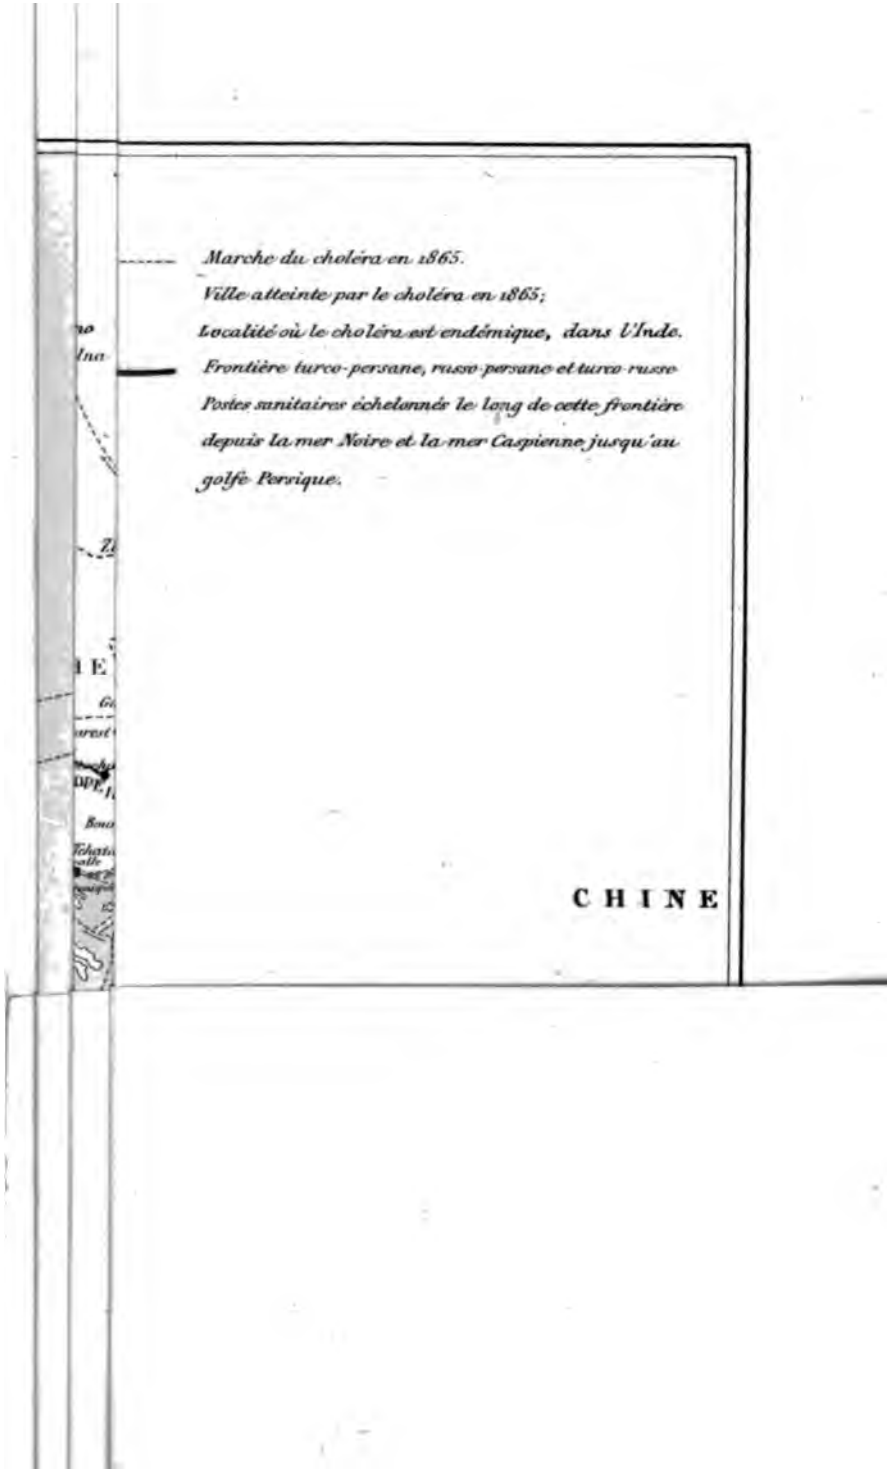 Marche du choléra en 1865.
Ville atteinte par le choléra en 1865;
Localité où le choléra est endémique, dans l'Inde.
Frontière turco-persane, russo-persane et turco-russe
Postes sanitaires échelonnés le long de cette frontière
depuis la mer Noire et la mer Caspienne jusqu'au
golfe Persique.
CHINE